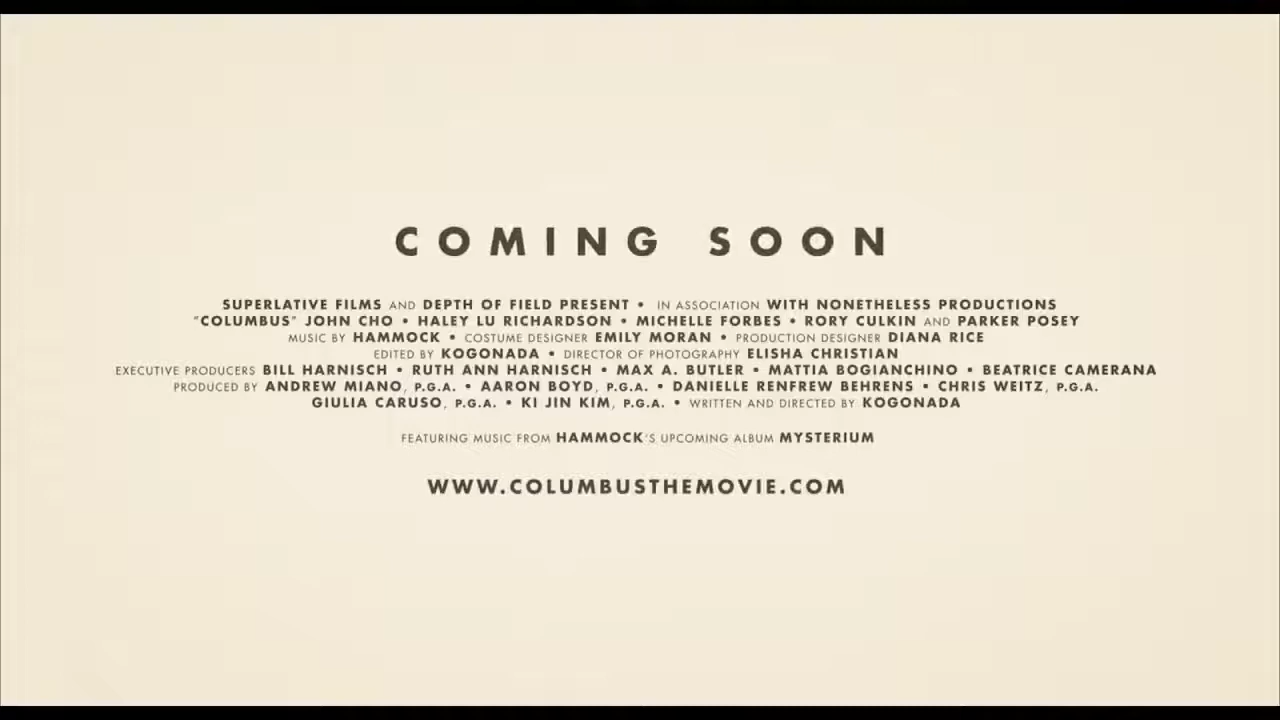 COMING SOON
SUPERLATIVE FILMS AND DEPTH OF FIELD PRESENT • IN ASSOCIATION WITH NONETHELESS PRODUCTIONS
"COLUMBUS" JOHN CHO • HALEY LU RICHARDSON • MICHELLE FORBES • RORY CULKIN AND PARKER POSEY
MUSIC BY HAMMOCK • COSTUME DESIGNER EMILY MORAN • PRODUCTION DESIGNER DIANA RICE
EDITED BY KOGONADA • DIRECTOR OF PHOTOGRAPHY ELISHA CHRISTIAN
EXECUTIVE PRODUCERS BILL HARNISCH • RUTH ANN HARNISCH • MAX A. BUTLER • MATTIA BOGIANCHINO • BEATRICE CAMERANA
PRODUCED BY ANDREW MIANO, P.G.A. • AARON BOYD, P.G.A. • DANIELLE RENFREW BEHRENS • CHRIS WEITZ, P.G.A.
GIULIA CARUSO, P.G.A. • KI JIN KIM, P.G.A. • WRITTEN AND DIRECTED BY KOGONADA
FEATURING MUSIC FROM HAMMOCK'S UPCOMING ALBUM MYSTERIUM
WWW.COLUMBUSTHEMOVIE.COM